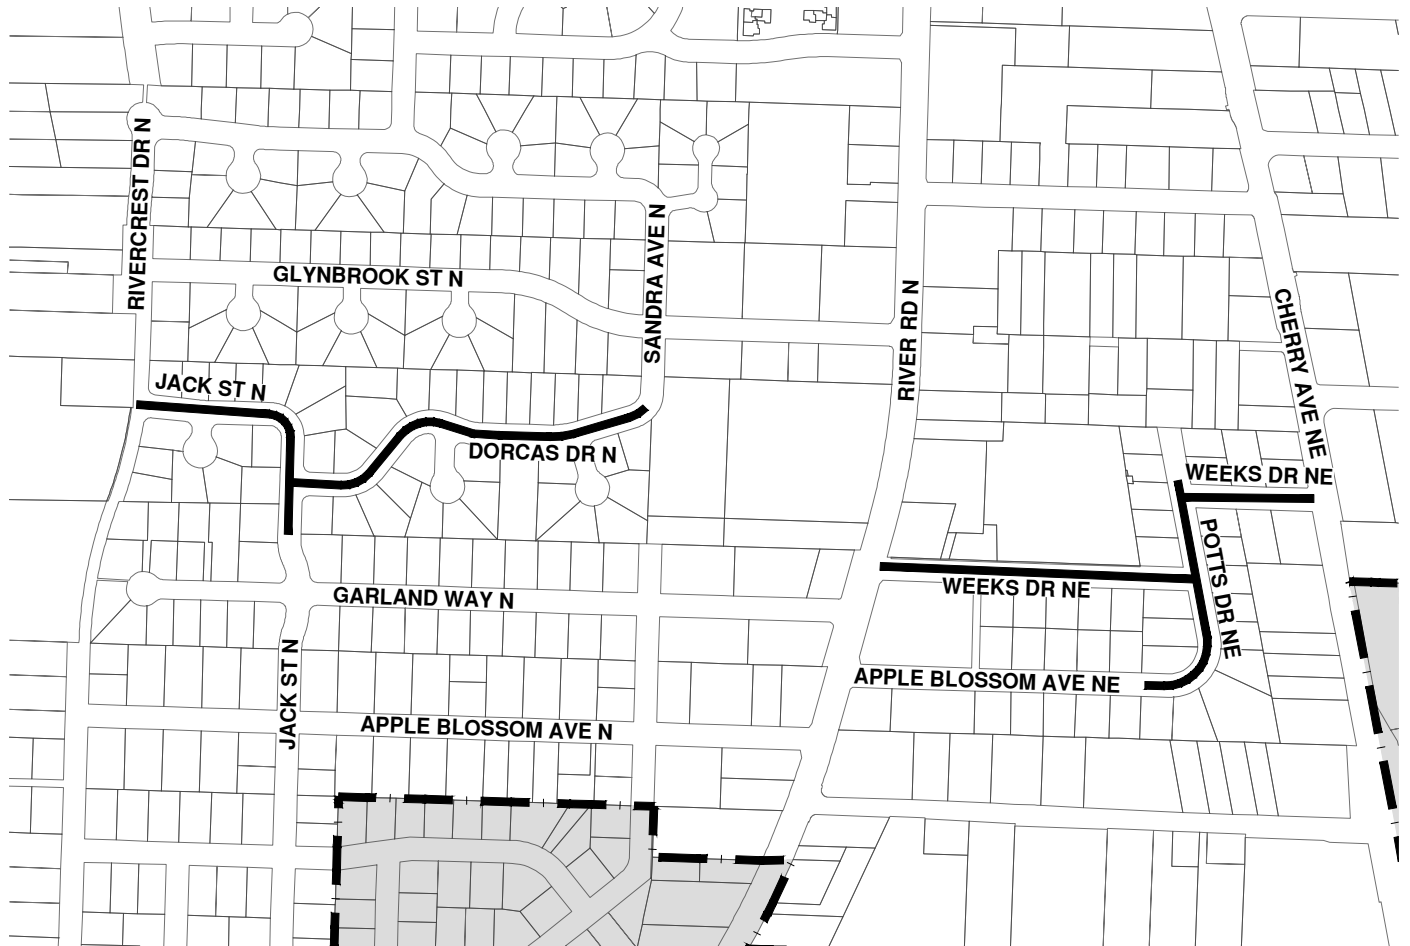 RIVERCREST DR N
GLYNBROOK ST N
SANDRA AVE N
RIVER RD N
CHERRY AVE NE
JACK ST N
DORCAS DR N
WEEKS DR NE
POTTS DR NE
WEEKS DR NE
GARLAND WAY N
JACK ST N
APPLE BLOSSOM AVE NE
APPLE BLOSSOM AVE N